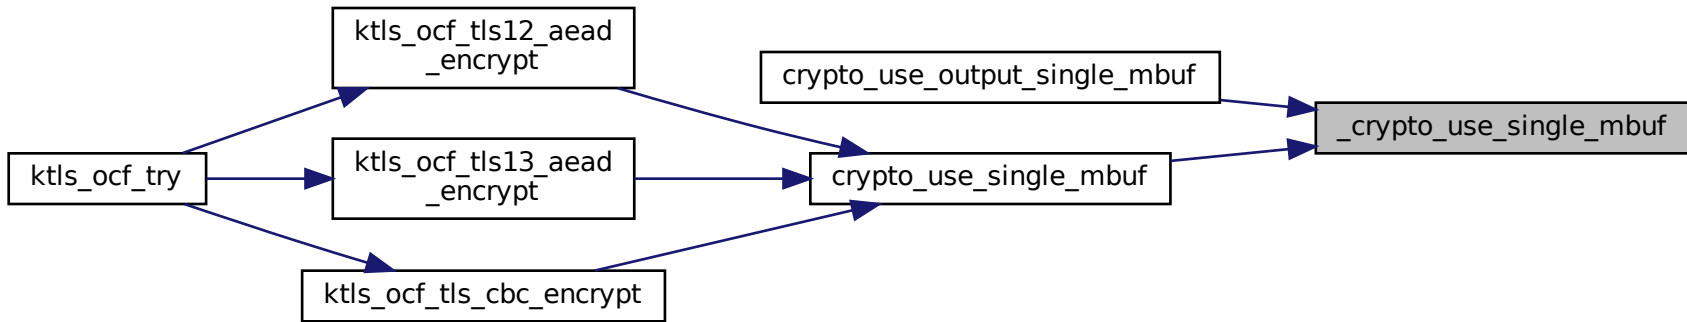 ktls_ocf_tls12_aead
_encrypt
crypto_use_output_single_mbuf
_crypto_use_single_mbuf
ktls_ocf_try
ktls_ocf_tls13_aead
_encrypt
crypto_use_single_mbuf
ktls_ocf_tls_cbc_encrypt